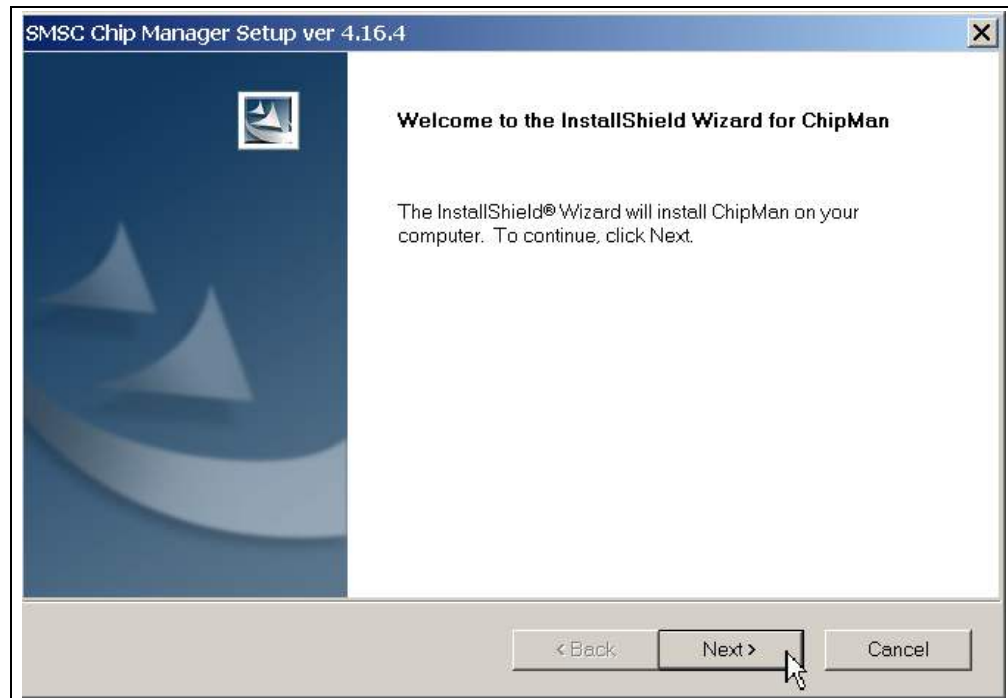 SMSC Chip Manager Setup ver 4.16.4
Welcome to the InstallShield Wizard for ChipMan
The InstallShield® Wizard will install ChipMan on your
computer. To continue, click Next.
< Back
Next >
Cancel